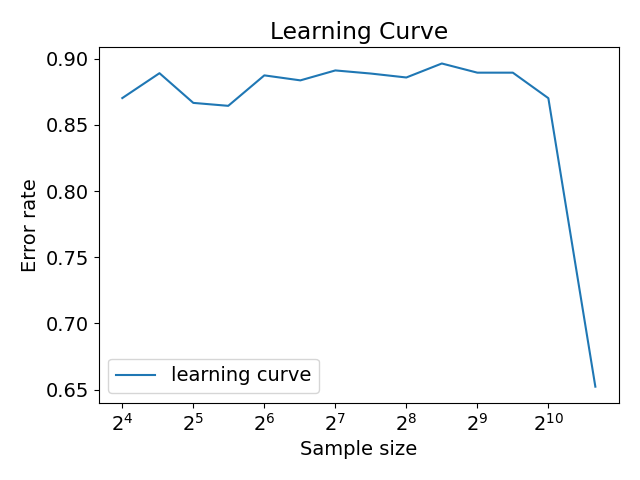 Learning Curve
0.90
0.85
0.80
0.75
0.70
0.65
Error rate
learning curve
2⁴ 2⁵ 2⁶ 2⁷ 2⁸ 2⁹ 2¹⁰
Sample size